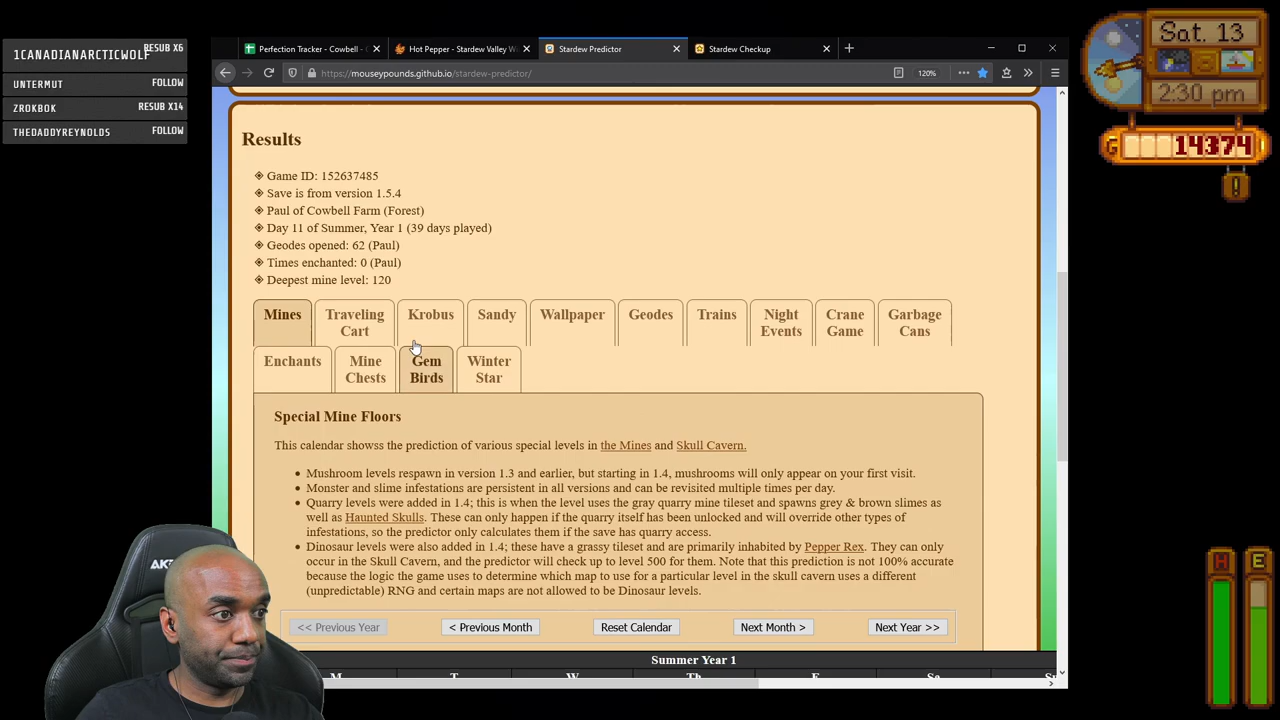 1CANADIANARCTICWOLF RESUB X6
UNTERMUT FOLLOW
ZROKBOK RESUB X14
THEDADDYREYNOLDS FOLLOW
Perfection Tracker - Cowbell -
Hot Pepper - Stardew Valley W
Stardew Predictor
Stardew Checkup
https://mouseypounds.github.io/stardew-predictor/
120%
Sat. 13
2:30 pm
14374
Results
Game ID: 152637485
Save is from version 1.5.4
Paul of Cowbell Farm (Forest)
Day 11 of Summer, Year 1 (39 days played)
Geodes opened: 62 (Paul)
Times enchanted: 0 (Paul)
Deepest mine level: 120
Mines
Traveling Cart
Krobus
Sandy
Wallpaper
Geodes
Trains
Night Events
Crane Game
Garbage Cans
Enchants
Mine Chests
Gem Birds
Winter Star
Special Mine Floors
This calendar showss the prediction of various special levels in the Mines and Skull Cavern.
Mushroom levels respawn in version 1.3 and earlier, but starting in 1.4, mushrooms will only appear on your first visit.
Monster and slime infestations are persistent in all versions and can be revisited multiple times per day.
Quarry levels were added in 1.4; this is when the level uses the gray quarry mine tileset and spawns grey & brown slimes as
well as Haunted Skulls. These can only happen if the quarry itself has been unlocked and will override other types of
infestations, so the predictor only calculates them if the save has quarry access.
Dinosaur levels were also added in 1.4; these have a grassy tileset and are primarily inhabited by Pepper Rex. They can only
occur in the Skull Cavern, and the predictor will check up to level 500 for them. Note that this prediction is not 100% accurate
because the logic the game uses to determine which map to use for a particular level in the skull cavern uses a different
(unpredictable) RNG and certain maps are not allowed to be Dinosaur levels.
<< Previous Year
< Previous Month
Reset Calendar
Next Month >
Next Year >>
Summer Year 1
M T W Th F Sa
H E